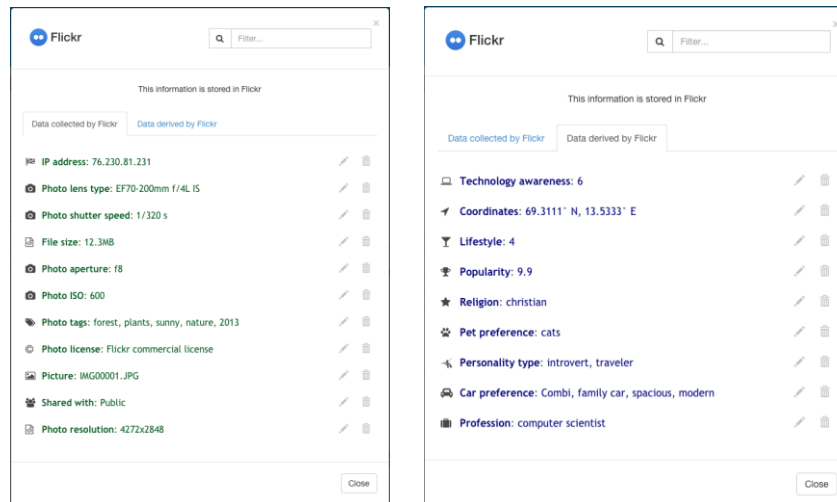 Flickr
Filter...
This information is stored in Flickr
Data collected by Flickr
Data derived by Flickr
IP address: 76.230.81.231
Photo lens type: EF70-200mm f/4L IS
Photo shutter speed: 1/320 s
File size: 12.3MB
Photo aperture: f8
Photo ISO: 600
Photo tags: forest, plants, sunny, nature, 2013
Photo license: Flickr commercial license
Picture: IMG00001.JPG
Shared with: Public
Photo resolution: 4272x2848
Close
Flickr
Filter...
This information is stored in Flickr
Data collected by Flickr
Data derived by Flickr
Technology awareness: 6
Coordinates: 69.3111° N, 13.5333° E
Lifestyle: 4
Popularity: 9.9
Religion: christian
Pet preference: cats
Personality type: introvert, traveler
Car preference: Combi, family car, spacious, modern
Profession: computer scientist
Close